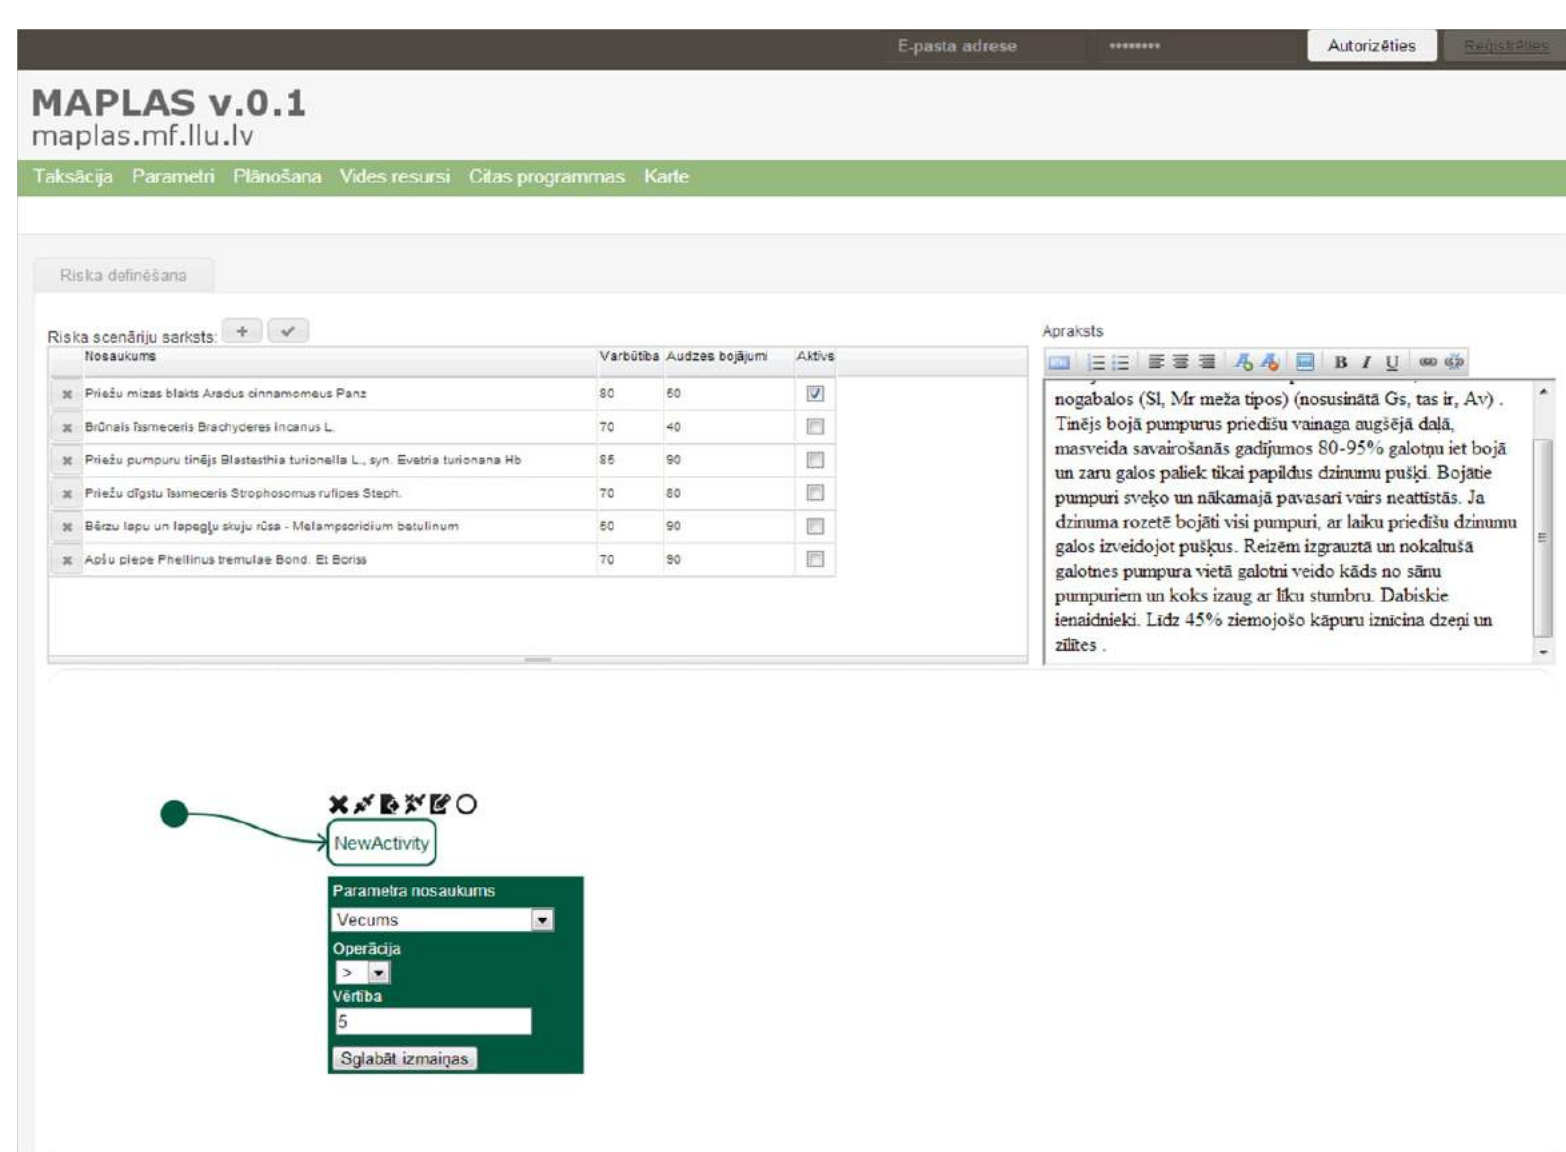 E-pasta adrese ******** Autorizēties Reģistrēties
MAPLAS v.0.1
maplas.mf.llu.lv
Taksācija Parametri Plānošana Vides resursi Citas programmas Karte
Riska definēšana
Riska scenāriju sarksts: +
Nosaukums Varbūtība Audzes bojājumi Aktīvs
Priežu mizas blakts Aradus cinnamomeus Panz 80 60
Brūnais īssmeceris Brachyderes incanus L. 70 40
Priežu pumpuru tinējs Blastesthia turionella L., syn. Evetria turionana Hb 85 90
Priežu dīgstu īssmeceris Strophosomus rufipes Steph. 70 80
Bērzu lapu un lapegļu skuju rūsa - Melampsoridium betulinum 60 90
Apšu piepe Phellinus tremulae Bond. Et Boriss 70 90
Apraksts
B I U
nogabalos (Sl, Mr meža tipos) (nosusinātā Gs, tas ir, Av) .
Tinējs bojā pumpurus priedīšu vainaga augšējā daļā,
masveida savairošanās gadījumos 80-95% galotņu iet bojā
un zaru galos paliek tikai papildus dzinumu pušķi. Bojātie
pumpuri sveķo un nākamajā pavasarī vairs neattīstās. Ja
dzinuma rozetē bojāti visi pumpuri, ar laiku priedīšu dzinumu
galos izveidojot pušķus. Reizēm izgrauztā un nokaltušā
galotnes pumpura vietā galotni veido kāds no sānu
pumpuriem un koks izaug ar līku stumbru. Dabiskie
ienaidnieki. Līdz 45% ziemojošo kāpuru iznīcina dzeņi un
zīlītes .
NewActivity
Parametra nosaukums
Vecums
Operācija
>
Vērtība
5
Sglabāt izmaiņas